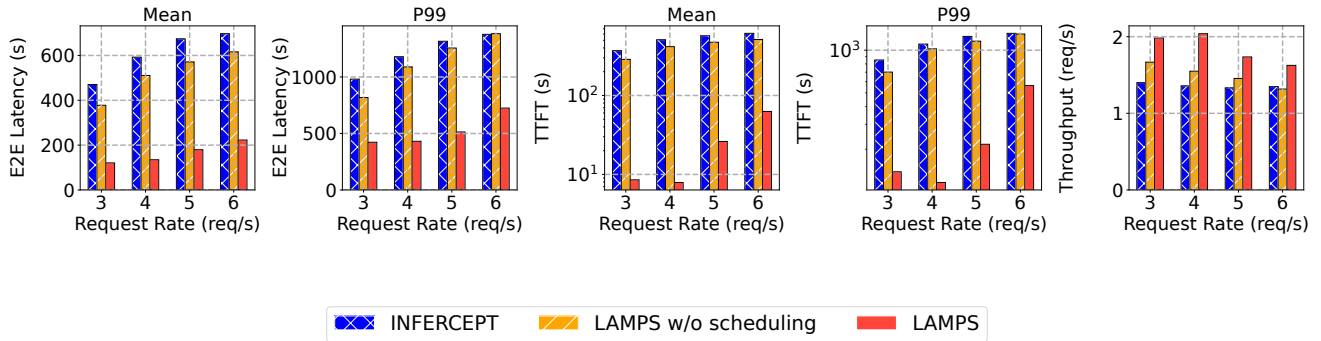 Mean
E2E Latency (s)
600
400
200
0
3 4 5 6
Request Rate (req/s)
P99
E2E Latency (s)
1000
500
0
3 4 5 6
Request Rate (req/s)
Mean
TTFT (s)
10²
10¹
3 4 5 6
Request Rate (req/s)
P99
TTFT (s)
10³
3 4 5 6
Request Rate (req/s)
Throughput (req/s)
2
1
0
3 4 5 6
Request Rate (req/s)
INFERCEPT LAMPS w/o scheduling LAMPS